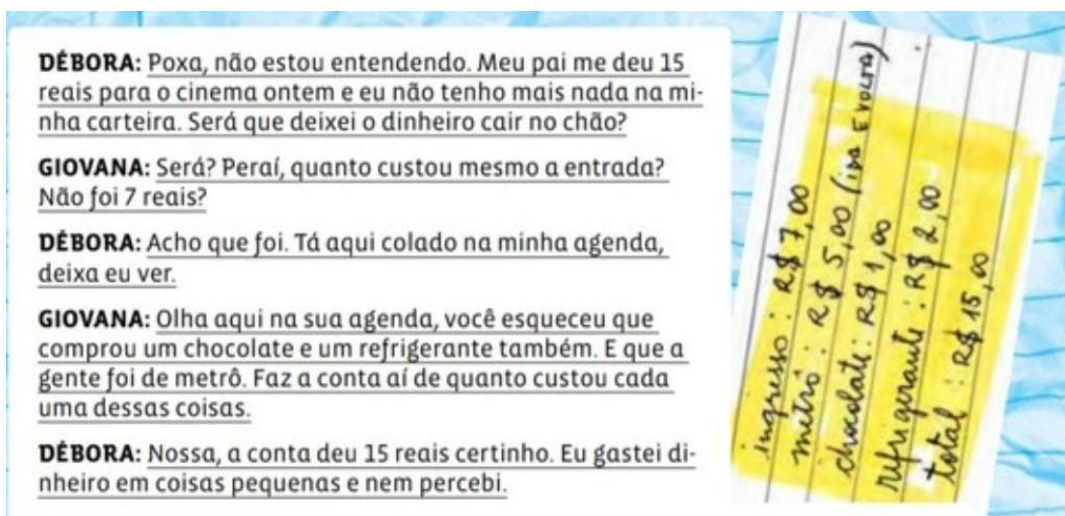 DÉBORA: Poxa, não estou entendendo. Meu pai me deu 15
reais para o cinema ontem e eu não tenho mais nada na mi-
nha carteira. Será que deixei o dinheiro cair no chão?
GIOVANA: Será? Peraí, quanto custou mesmo a entrada?
Não foi 7 reais?
DÉBORA: Acho que foi. Tá aqui colado na minha agenda,
deixa eu ver.
GIOVANA: Olha aqui na sua agenda, você esqueceu que
comprou um chocolate e um refrigerante também. E que a
gente foi de metrô. Faz a conta aí de quanto custou cada
uma dessas coisas.
DÉBORA: Nossa, a conta deu 15 reais certinho. Eu gastei di-
nheiro em coisas pequenas e nem percebi.
ingresso : R$ 7,00
metrô : R$ 5,00 (ida E volta)
chocolate : R$ 1,00
refrigerante : R$ 2,00
total : R$ 15,00